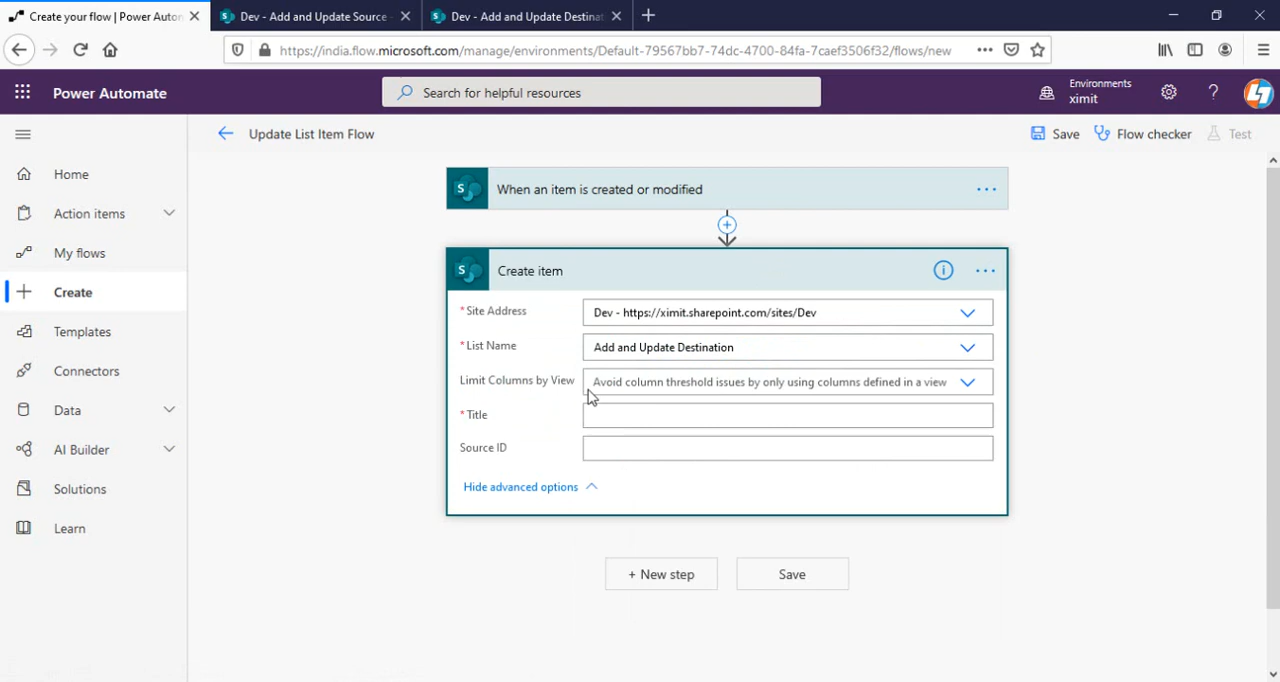 Create your flow | Power Auton
Dev - Add and Update Source -
Dev - Add and Update Destinat
https://india.flow.microsoft.com/manage/environments/Default-79567bb7-74dc-4700-84fa-7caef3506f32/flows/new
Power Automate
Search for helpful resources
Environments
ximit
Update List Item Flow
Save
Flow checker
Test
Home
Action items
My flows
Create
Templates
Connectors
Data
AI Builder
Solutions
Learn
S
When an item is created or modified
S
Create item
* Site Address
Dev - https://ximit.sharepoint.com/sites/Dev
* List Name
Add and Update Destination
Limit Columns by View
Avoid column threshold issues by only using columns defined in a view
* Title
Source ID
Hide advanced options
+ New step
Save